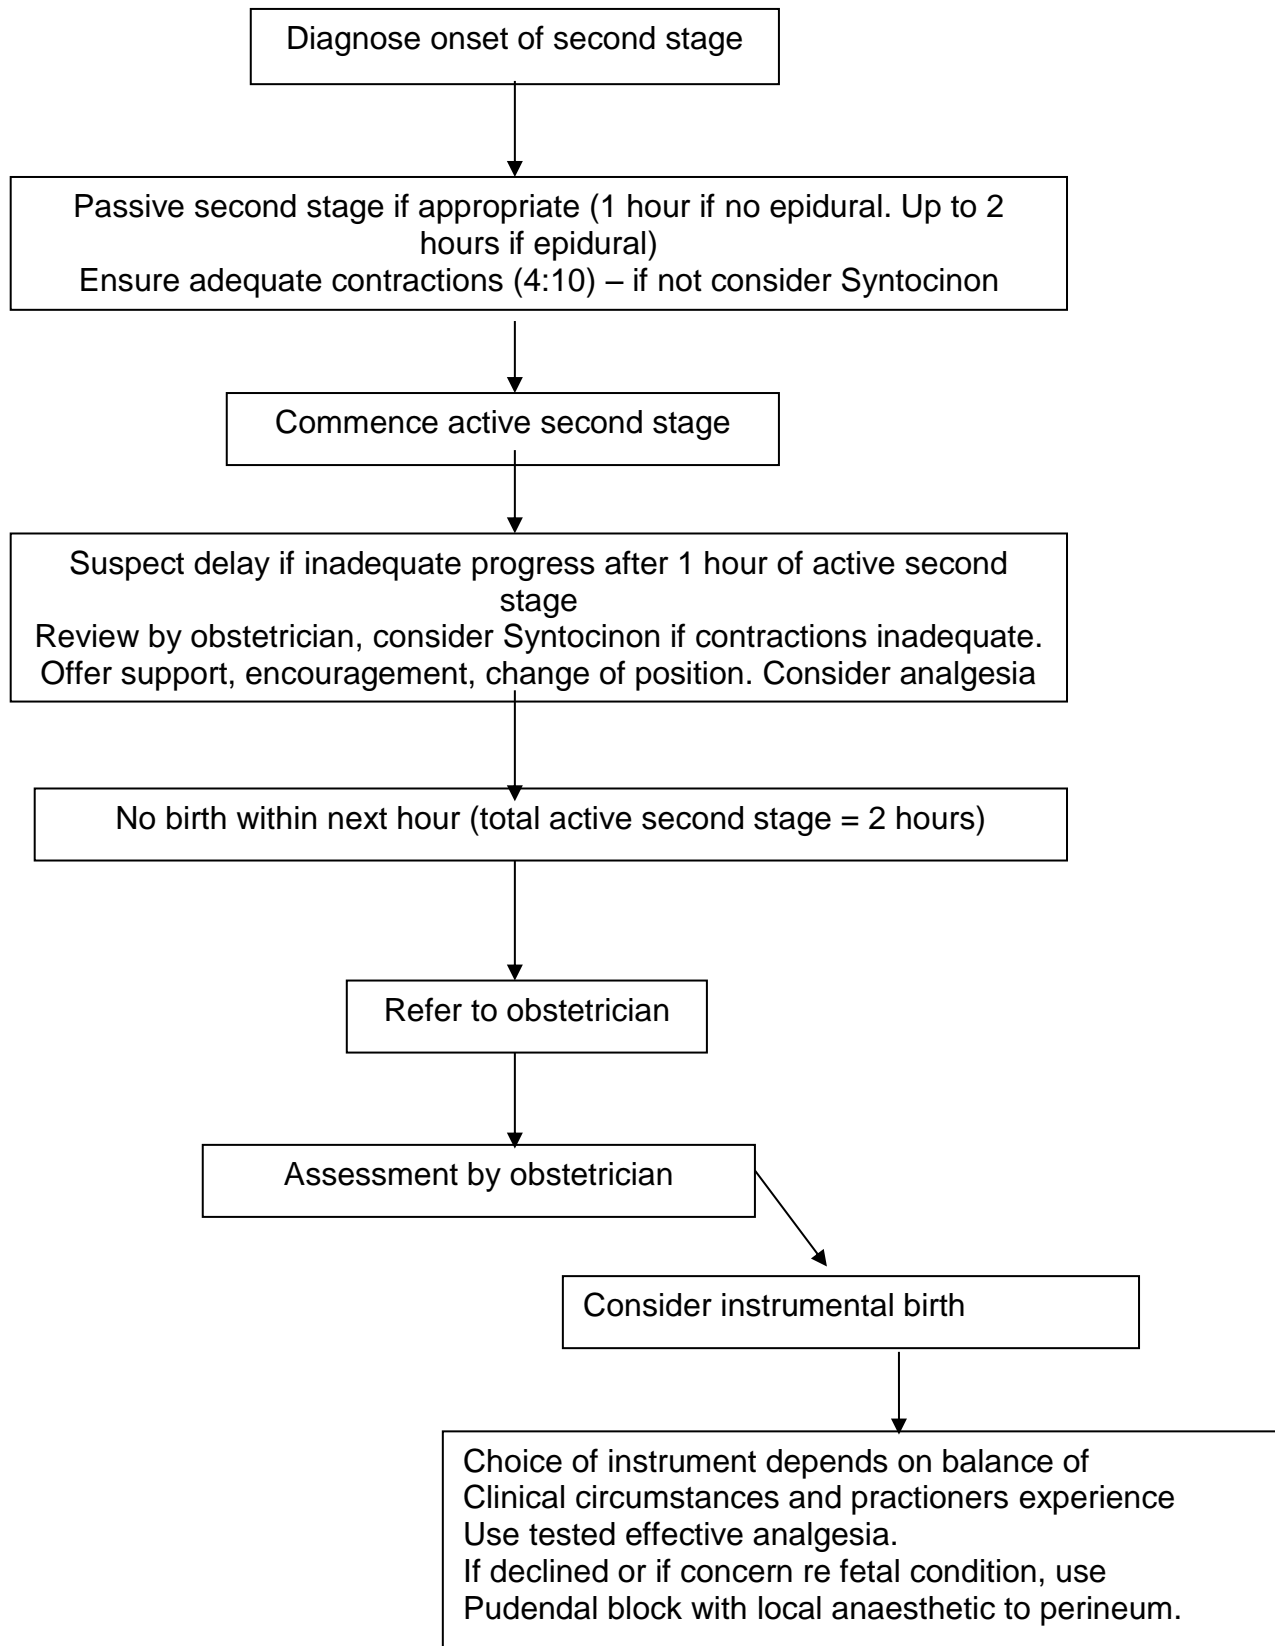 Diagnose onset of second stage
Passive second stage if appropriate (1 hour if no epidural. Up to 2
hours if epidural)
Ensure adequate contractions (4:10) – if not consider Syntocinon
Commence active second stage
Suspect delay if inadequate progress after 1 hour of active second
stage
Review by obstetrician, consider Syntocinon if contractions inadequate.
Offer support, encouragement, change of position. Consider analgesia
No birth within next hour (total active second stage = 2 hours)
Refer to obstetrician
Assessment by obstetrician
Consider instrumental birth
Choice of instrument depends on balance of
Clinical circumstances and practioners experience
Use tested effective analgesia.
If declined or if concern re fetal condition, use
Pudendal block with local anaesthetic to perineum.